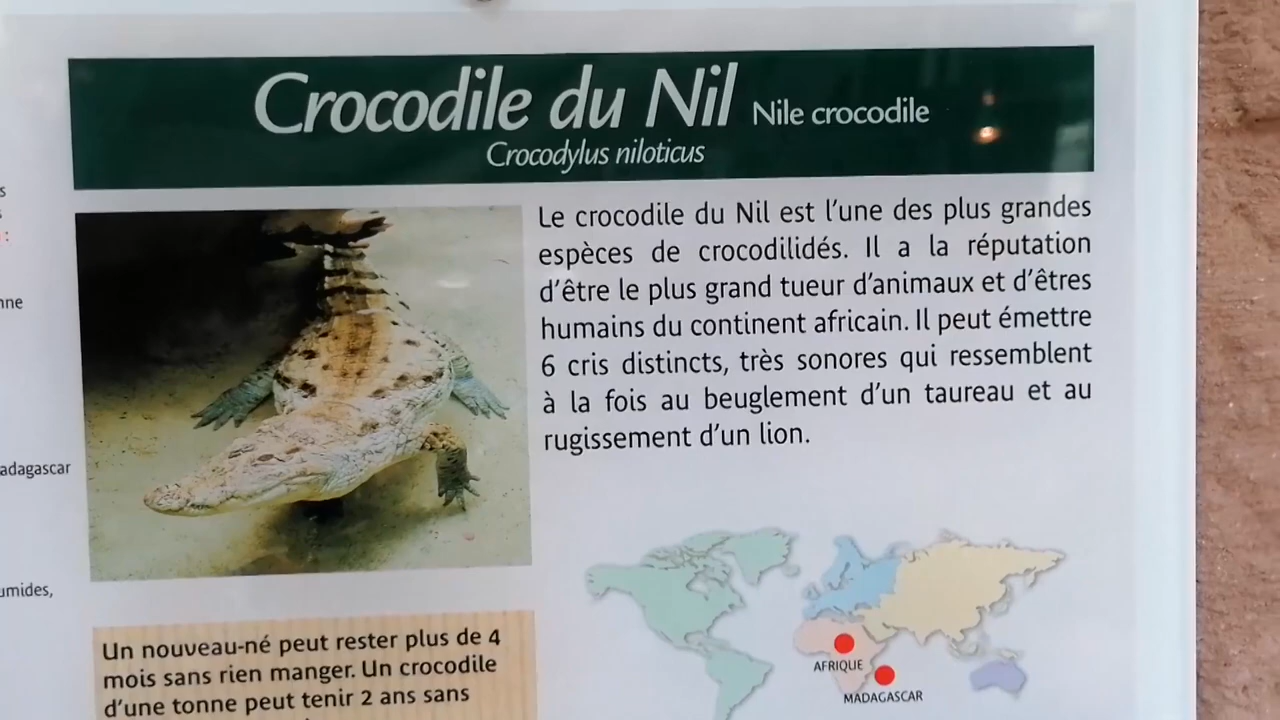 Crocodile du Nil Nile crocodile
Crocodylus niloticus
Le crocodile du Nil est l'une des plus grandes
espèces de crocodilidés. Il a la réputation
d'être le plus grand tueur d'animaux et d'êtres
humains du continent africain. Il peut émettre
6 cris distincts, très sonores qui ressemblent
à la fois au beuglement d'un taureau et au
rugissement d'un lion.
Un nouveau-né peut rester plus de 4
mois sans rien manger. Un crocodile
d'une tonne peut tenir 2 ans sans
AFRIQUE
MADAGASCAR